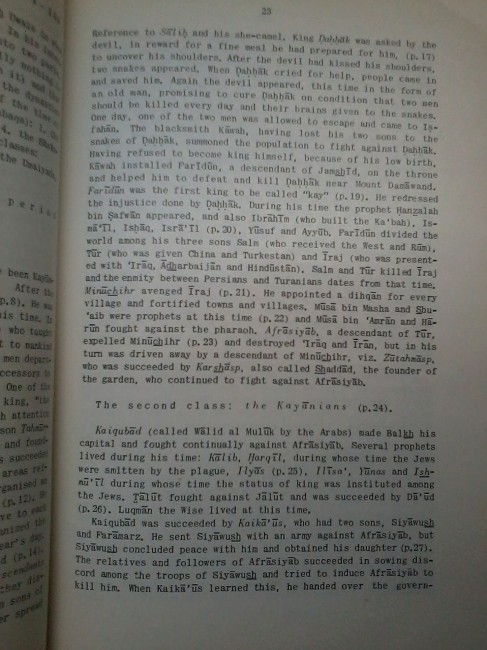 23
Reference to Ṣāliḥ and his she-camel. King Ḍaḥḥāk was asked by the
devil, in reward for a fine meal he had prepared for him, (p.17)
to uncover his shoulders. After the devil had kissed his shoulders,
two snakes appeared. When Ḍaḥḥāk cried for help, people came in
and saved him. Again the devil appeared, this time in the form of
an old man, promising to cure Ḍaḥḥāk on condition that two men
should be killed every day and their brains given to the snakes.
One day, one of the two men was allowed to escape and came to Is-
fahān. The blacksmith Kāwah, having lost his two sons to the
snakes of Ḍaḥḥāk, summoned the population to fight against Ḍaḥḥāk.
Having refused to become king himself, because of his low birth,
Kāwah installed Farīdūn, a descendant of Jamshīd, on the throne
and helped him to defeat and kill Ḍaḥḥāk near Mount Damāwand.
Farīdūn was the first king to be called "kay" (p.19). He redressed
the injustice done by Ḍaḥḥāk. During his time the prophet Ḥanẓalah
bin Ṣafwān appeared, and also Ibrāhīm (who built the Ka'bah), Is-
mā'īl, Isḥāq, Isrā'īl (p.20), Yūsuf and Ayyūb. Farīdūn divided the
world among his three sons Salm (who received the West and Rūm),
Tūr (who was given China and Turkestan) and Īraj (who was present-
ed with 'Irāq, Ādharbaijān and Hindūstān). Salm and Tūr killed Īraj
and the enmity between Persians and Turanians dates from that time.
Minūchihr avenged Īraj (p.21). He appointed a dihqān for every
village and fortified towns and villages. Mūsā bin Masha and Shu-
'aib were prophets at this time (p.22) and Mūsā bin 'Amrān and Hā-
rūn fought against the pharaoh. Afrāsiyāb, a descendant of Tūr,
expelled Minūchihr (p.23) and destroyed 'Irāq and Īrān, but in his
turn was driven away by a descendant of Minūchihr, viz. Zūtahmāsp,
who was succeeded by Karshāsp, also called Shaddād, the founder of
the garden, who continued to fight against Afrāsiyāb.
The second class: the Kayānians (p.24).
Kaiqubād (called Wālid al Mulūk by the Arabs) made Balkh his
capital and fought continually against Afrāsiyāb. Several prophets
lived during his time: Kālib, Ḥarqīl, during whose time the Jews
were smitten by the plague, Ilyās (p.25), Ilīsa', Yūnas and Ish-
mū'īl during whose time the status of king was instituted among
the Jews. Ṭālūt fought against Jālūt and was succeeded by Dā'ūd
(p.26). Luqmān the Wise lived at this time.
Kaiqubād was succeeded by Kaikā'ūs, who had two sons, Siyāwush
and Farāmarz. He sent Siyāwush with an army against Afrāsiyāb, but
Siyāwush concluded peace with him and obtained his daughter (p.27).
The relatives and followers of Afrāsiyāb succeeded in sowing dis-
cord among the troops of Siyāwush and tried to induce Afrāsiyāb to
kill him. When Kaikā'ūs learned this, he handed over the govern-